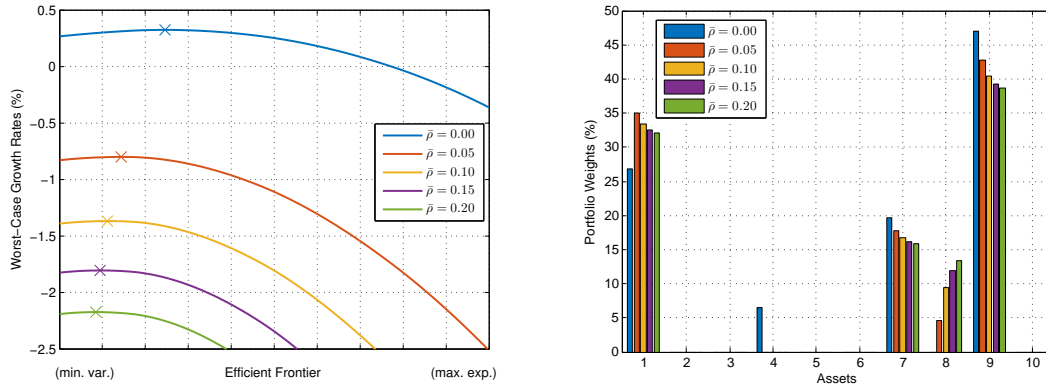 0.5
0
−0.5
−1
−1.5
−2
−2.5
Worst−Case Growth Rates (%)
ρ̄ = 0.00
ρ̄ = 0.05
ρ̄ = 0.10
ρ̄ = 0.15
ρ̄ = 0.20
(min. var.) Efficient Frontier (max. exp.)
50
45
40
35
30
25
20
15
10
5
0
Portfolio Weights (%)
ρ̄ = 0.00
ρ̄ = 0.05
ρ̄ = 0.10
ρ̄ = 0.15
ρ̄ = 0.20
1 2 3 4 5 6 7 8 9 10
Assets